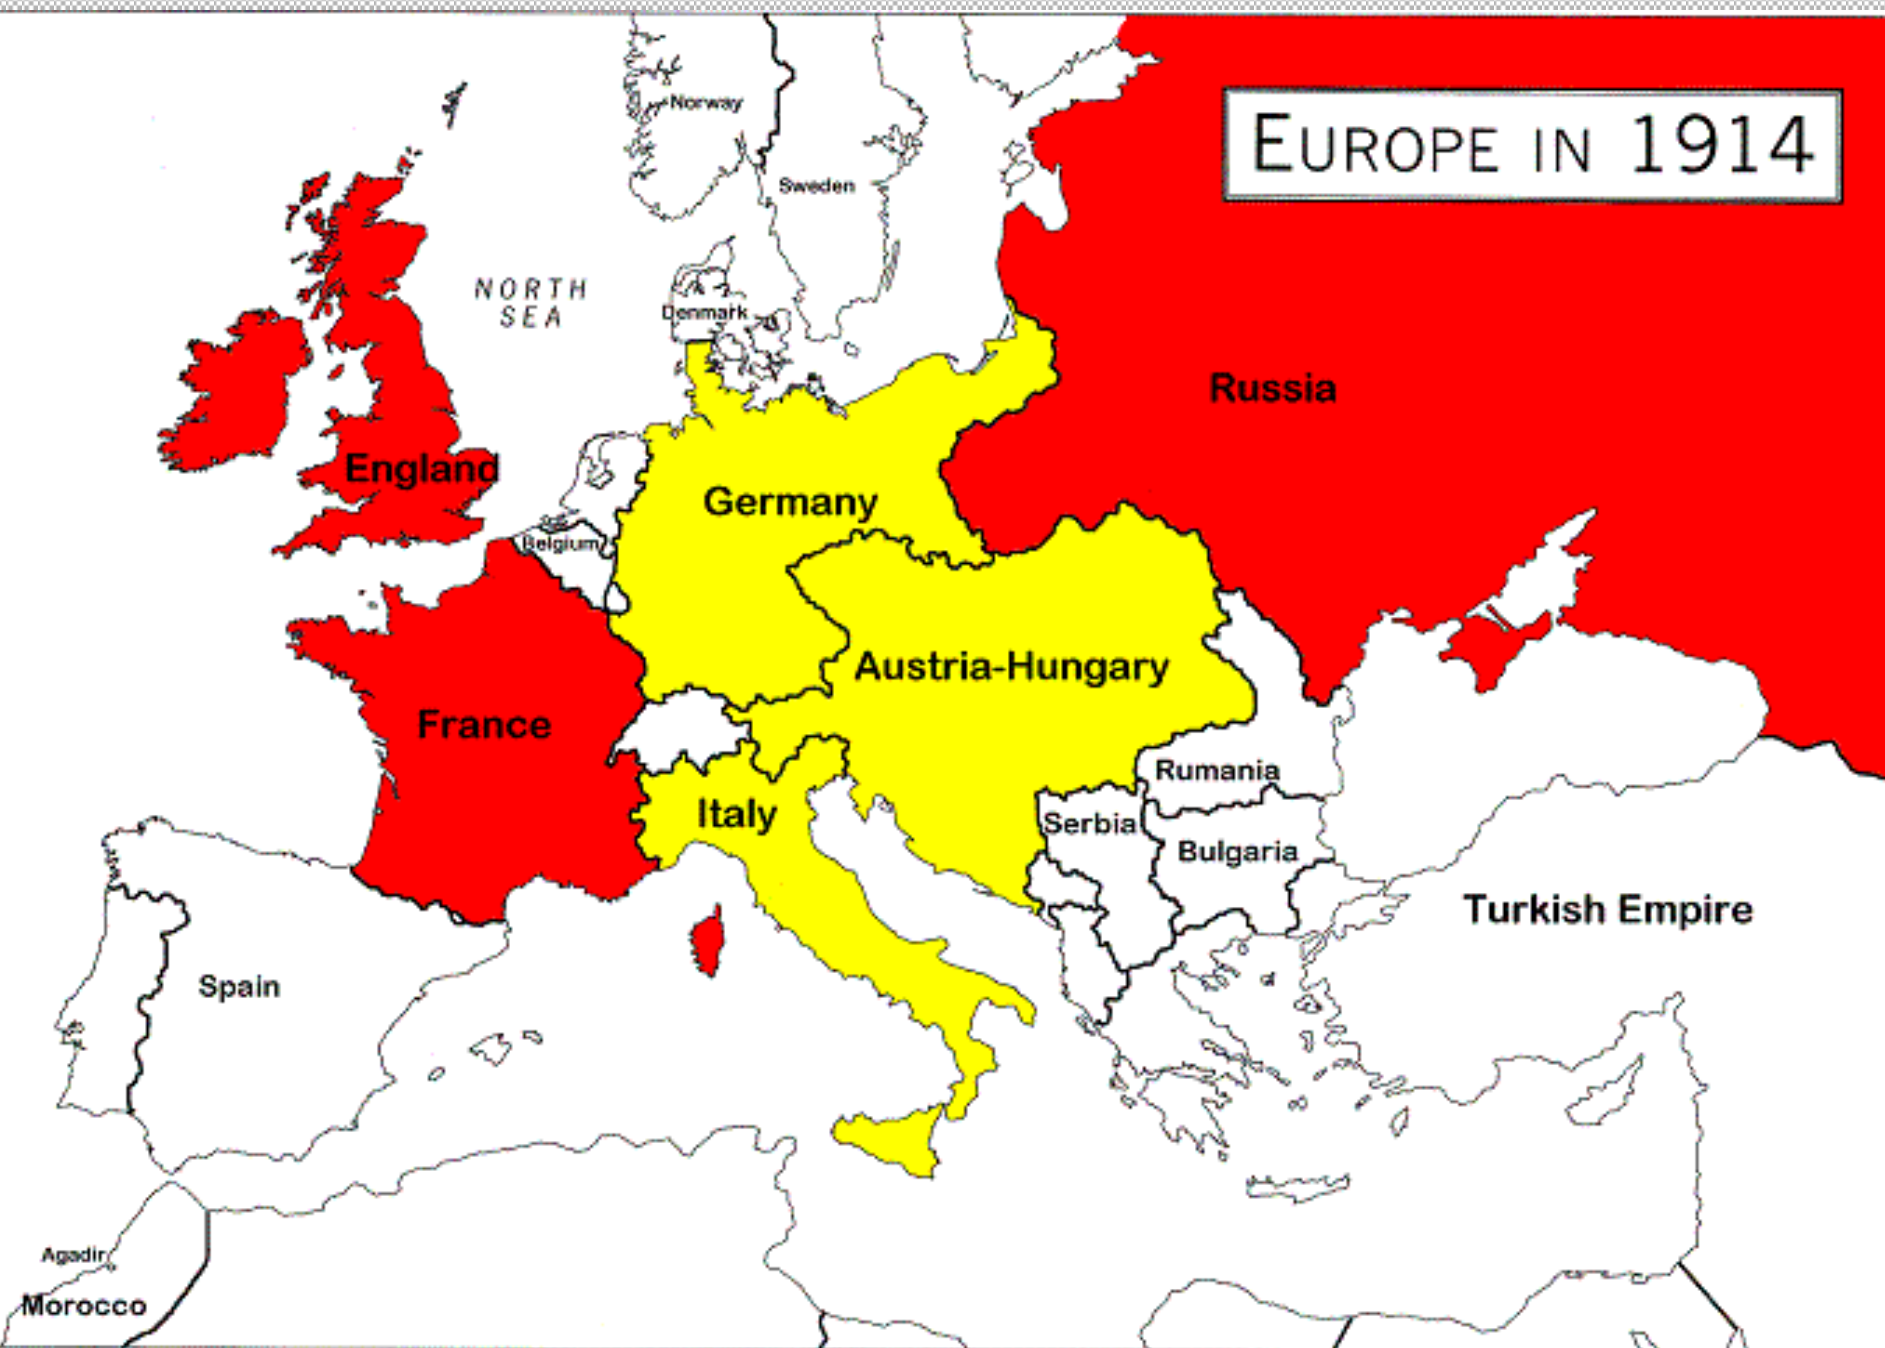 EUROPE IN 1914
Norway
Sweden
NORTH
SEA
Denmark
Russia
England
Germany
Belgium
Austria-Hungary
France
Rumania
Italy
Serbia
Bulgaria
Turkish Empire
Spain
Agadir
Morocco